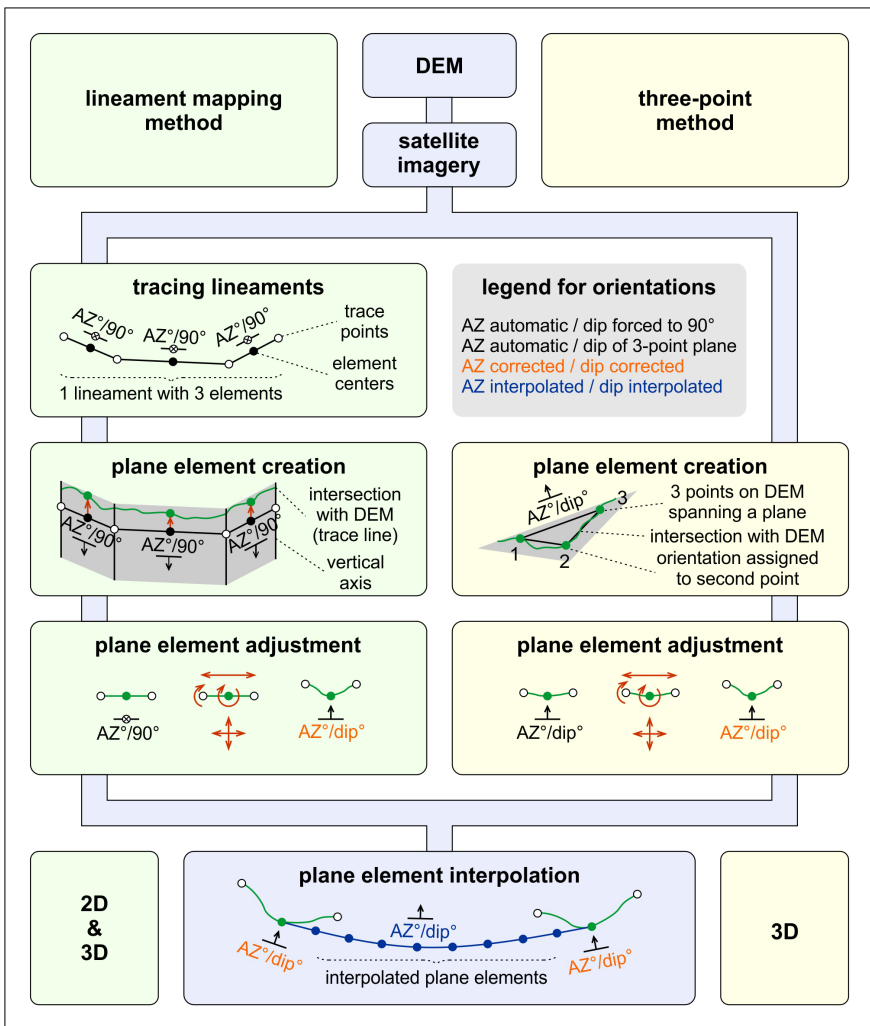 lineament mapping
method
DEM
satellite
imagery
three-point
method
tracing lineaments
AZ°/90°
AZ°/90°
AZ°/90°
trace
points
element
centers
1 lineament with 3 elements
legend for orientations
AZ automatic / dip forced to 90°
AZ automatic / dip of 3-point plane
AZ corrected / dip corrected
AZ interpolated / dip interpolated
plane element creation
AZ°/90°
AZ°/90°
AZ°/90°
intersection
with DEM
(trace line)
vertical
axis
plane element creation
AZ°/dip°
1
2
3
3 points on DEM
spanning a plane
intersection with DEM
orientation assigned
to second point
plane element adjustment
AZ°/90°
AZ°/dip°
plane element adjustment
AZ°/dip°
AZ°/dip°
2D
&
3D
plane element interpolation
AZ°/dip°
AZ°/dip°
AZ°/dip°
interpolated plane elements
3D